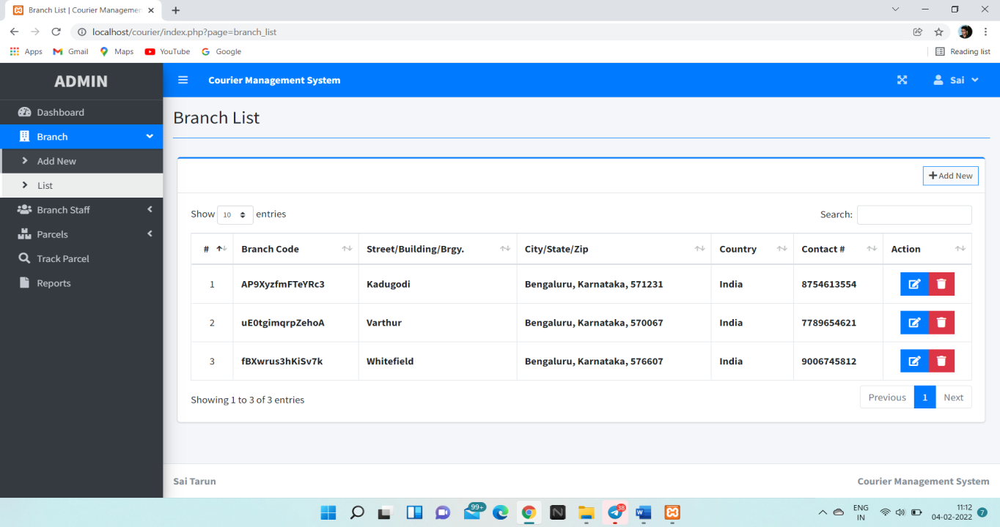 Branch List | Courier Managemen
localhost/courier/index.php?page=branch_list
Apps Gmail Maps YouTube Google Reading list
ADMIN
Courier Management System
Sai
Dashboard
Branch
Add New
List
Branch Staff
Parcels
Track Parcel
Reports
Branch List
Add New
Show 10 entries
Search:
# Branch Code Street/Building/Brgy. City/State/Zip Country Contact # Action
1 AP9XyzfmFTeYRc3 Kadugodi Bengaluru, Karnataka, 571231 India 8754613554
2 uE0tgimqrpZehoA Varthur Bengaluru, Karnataka, 570067 India 7789654621
3 fBXwrus3hKiSv7k Whitefield Bengaluru, Karnataka, 576607 India 9006745812
Showing 1 to 3 of 3 entries
Previous 1 Next
Sai Tarun
Courier Management System
99+
38
ENG
IN
11:12
04-02-2022
7